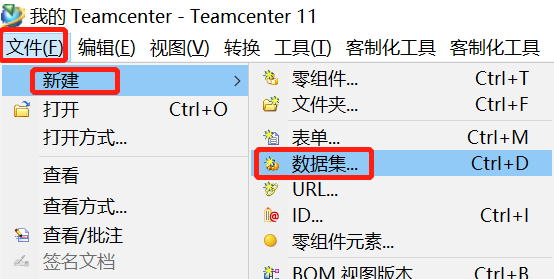 我的 Teamcenter - Teamcenter 11
文件(F) 编辑(E) 视图(V) 转换 工具(T) 客制化工具 客制化工具
新建
打开 Ctrl+O
打开方式...
查看
查看方式...
查看/批注
签名文档
零组件... Ctrl+T
文件夹... Ctrl+F
表单... Ctrl+M
数据集... Ctrl+D
URL...
ID... Ctrl+I
零组件元素...
BOM 视图版本 Ctrl+B